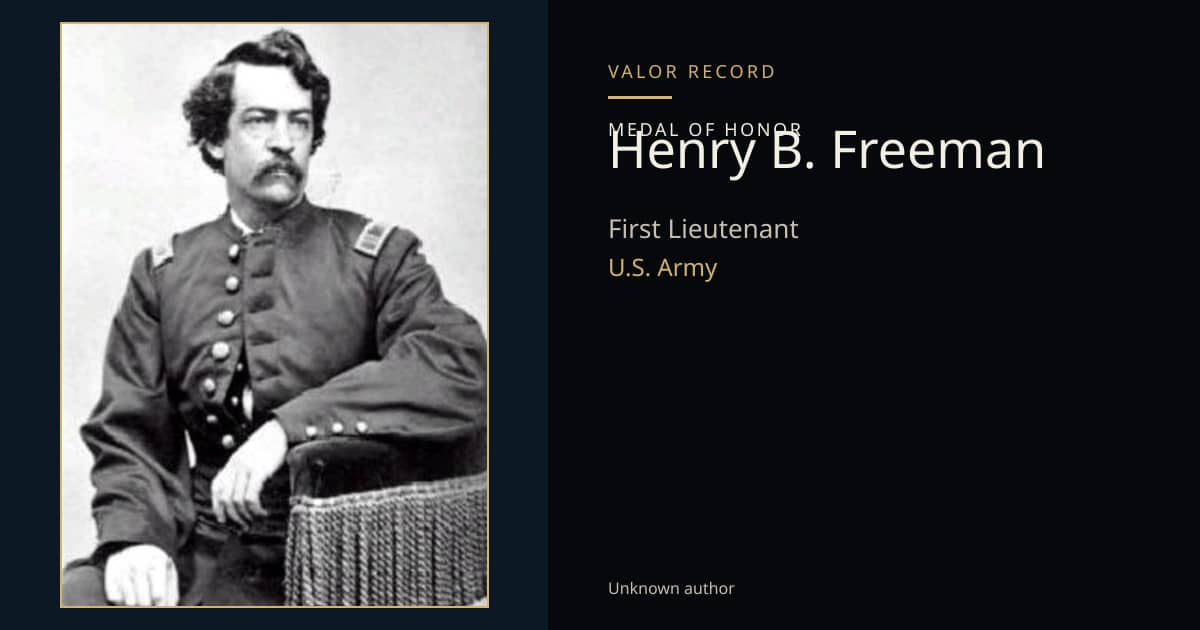 VALOR RECORD
MEDAL OF HONOR
Henry B. Freeman
First Lieutenant
U.S. Army
Unknown author